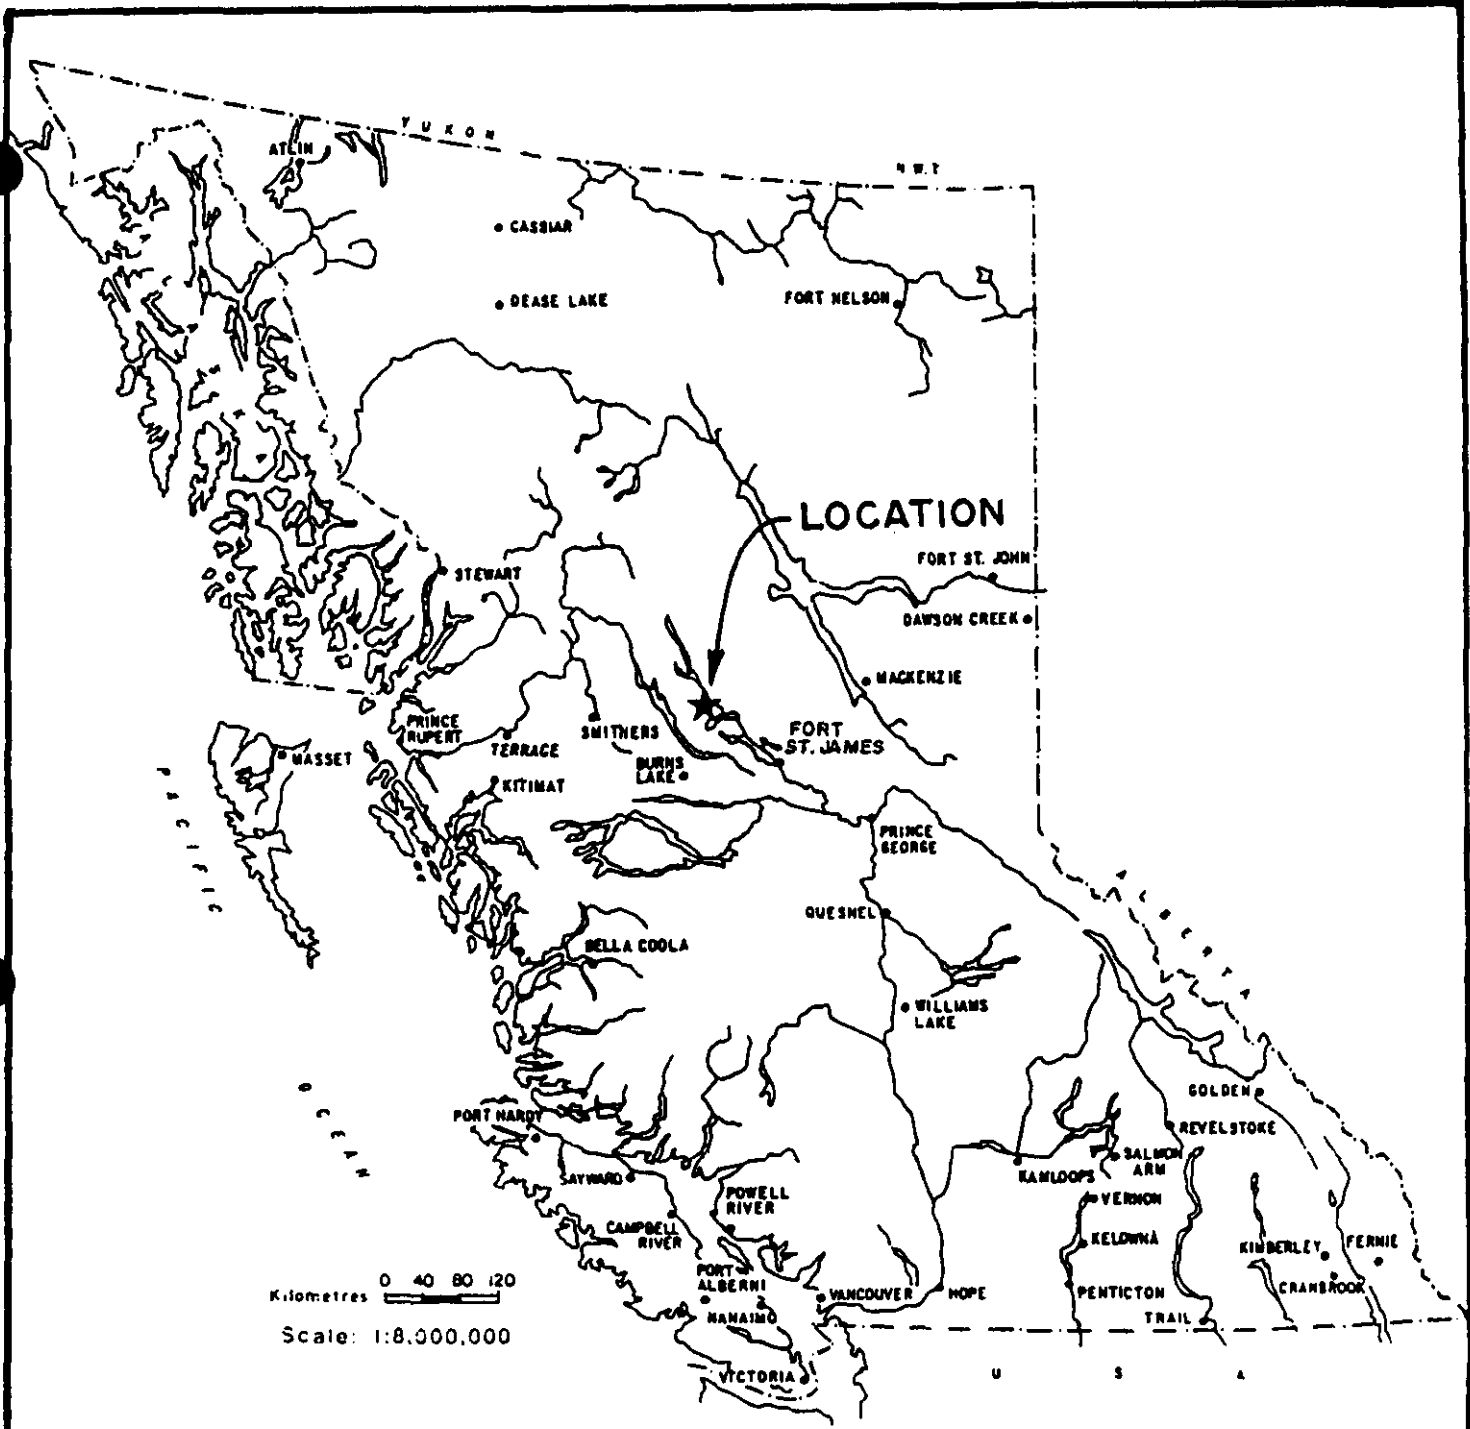 YUKON
N.W.T
ATLIN
CASSIAR
DEASE LAKE
FORT NELSON
LOCATION
FORT ST. JOHN
STEWART
DAWSON CREEK
MACKENZIE
PRINCE
RUPERT
TERRACE
SMITHERS
FORT
ST. JAMES
MASSET
BURNS
LAKE
KITIMAT
PACIFIC
PRINCE
GEORGE
ALBERTA
QUESNEL
BELLA COOLA
WILLIAMS
LAKE
OCEAN
GOLDEN
PORT HARDY
REVELSTOKE
SALMON
ARM
KAMLOOPS
SAYWARD
POWELL
RIVER
VERNON
CAMPBELL
RIVER
KELOWNA
KIMBERLEY
FERNIE
PORT
ALBERNI
CRANBROOK
0 40 80 120
Kilometres
VANCOUVER
HOPE
PENTICTON
NANAIMO
TRAIL
Scale: 1:8,000,000
VICTORIA
U S A